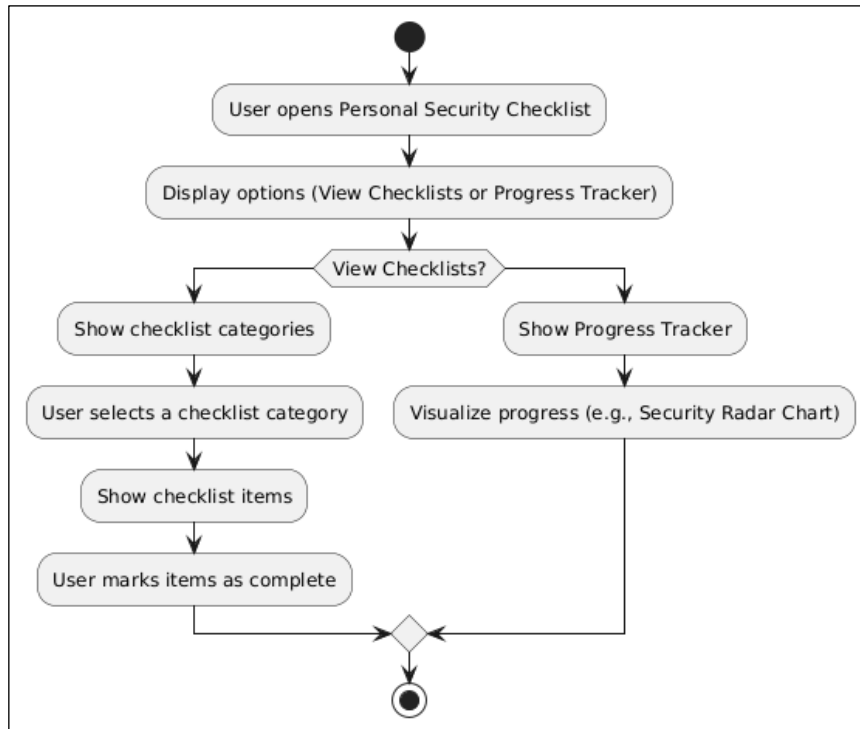 User opens Personal Security Checklist
Display options (View Checklists or Progress Tracker)
View Checklists?
Show checklist categories
User selects a checklist category
Show checklist items
User marks items as complete
Show Progress Tracker
Visualize progress (e.g., Security Radar Chart)